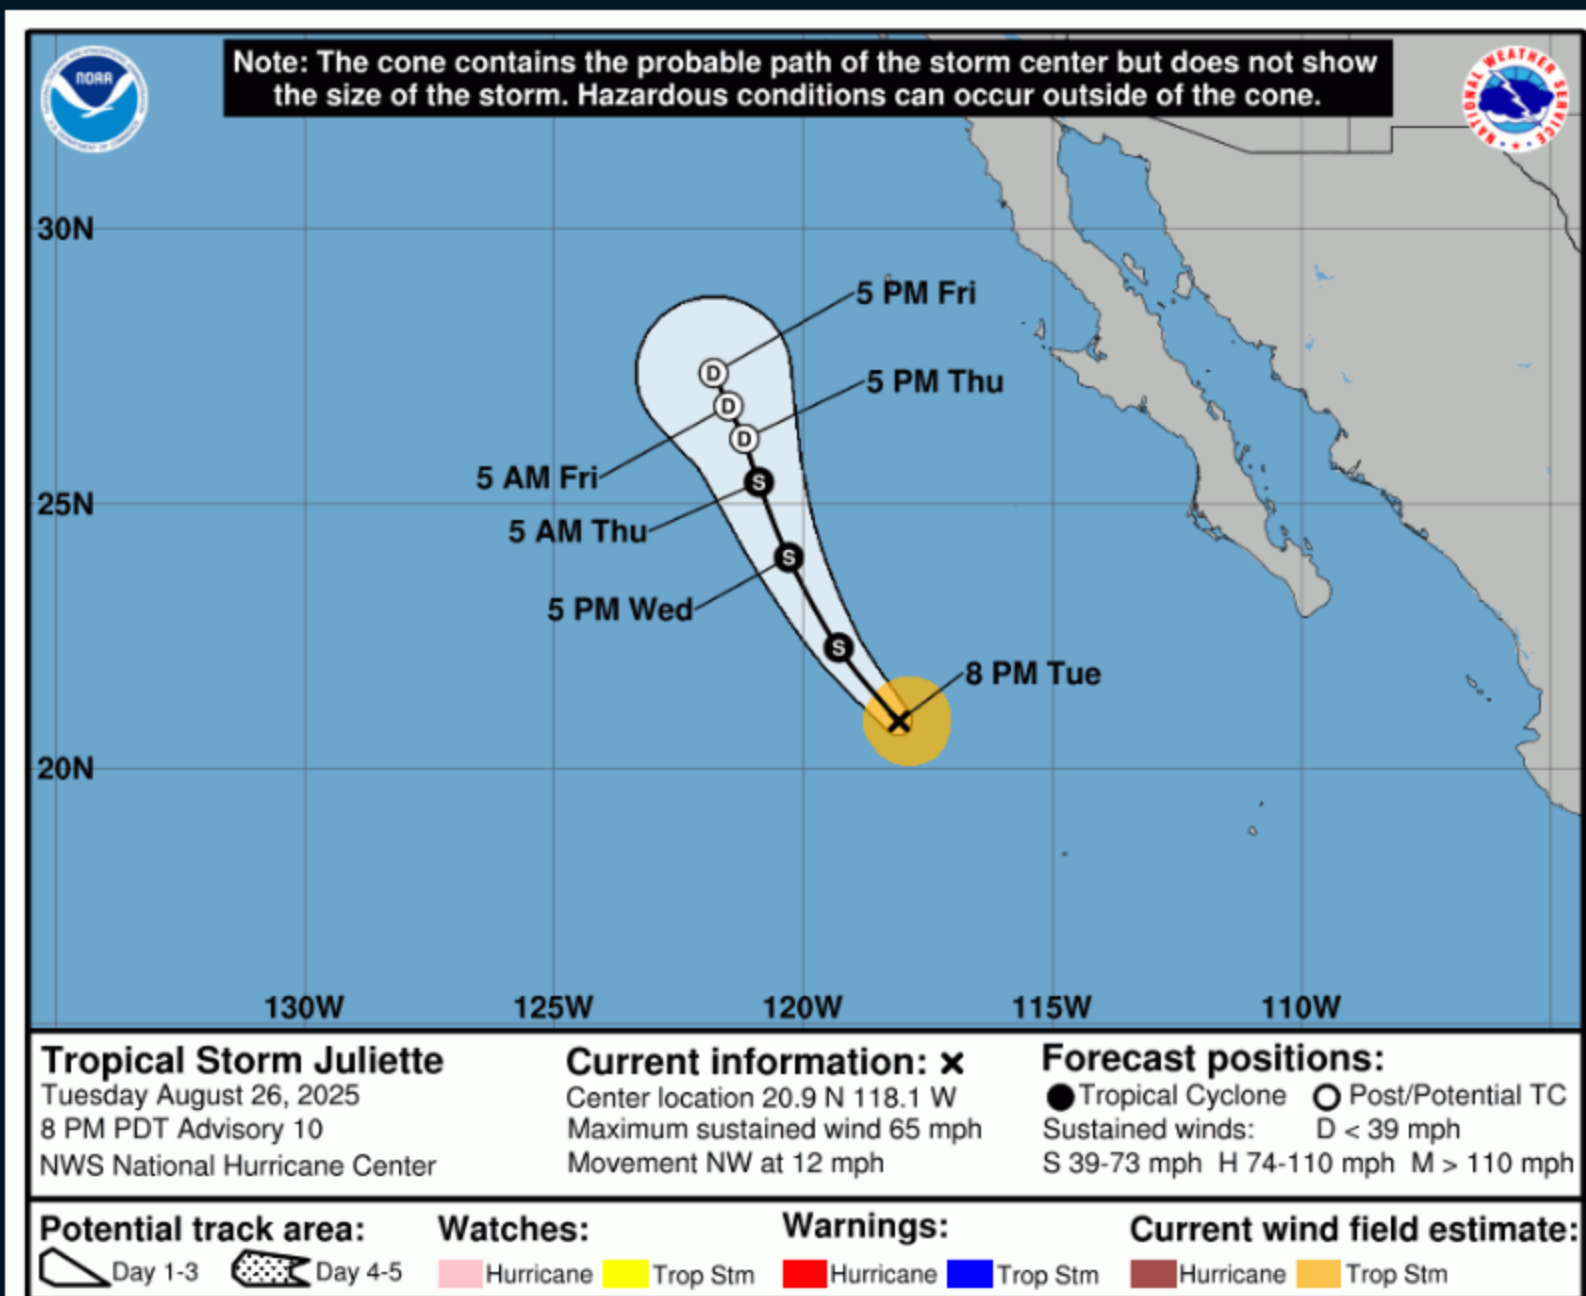 Note: The cone contains the probable path of the storm center but does not show
the size of the storm. Hazardous conditions can occur outside of the cone.
NOAA
NATIONAL WEATHER SERVICE
30N
5 PM Fri
5 PM Thu
5 AM Fri
25N
5 AM Thu
5 PM Wed
8 PM Tue
20N
D
D
D
S
S
S
130W 125W 120W 115W 110W
Tropical Storm Juliette
Tuesday August 26, 2025
8 PM PDT Advisory 10
NWS National Hurricane Center
Current information: ×
Center location 20.9 N 118.1 W
Maximum sustained wind 65 mph
Movement NW at 12 mph
Forecast positions:
Tropical Cyclone Post/Potential TC
Sustained winds: D < 39 mph
S 39-73 mph H 74-110 mph M > 110 mph
Potential track area:
Day 1-3 Day 4-5
Watches:
Hurricane Trop Stm
Warnings:
Hurricane Trop Stm
Current wind field estimate:
Hurricane Trop Stm